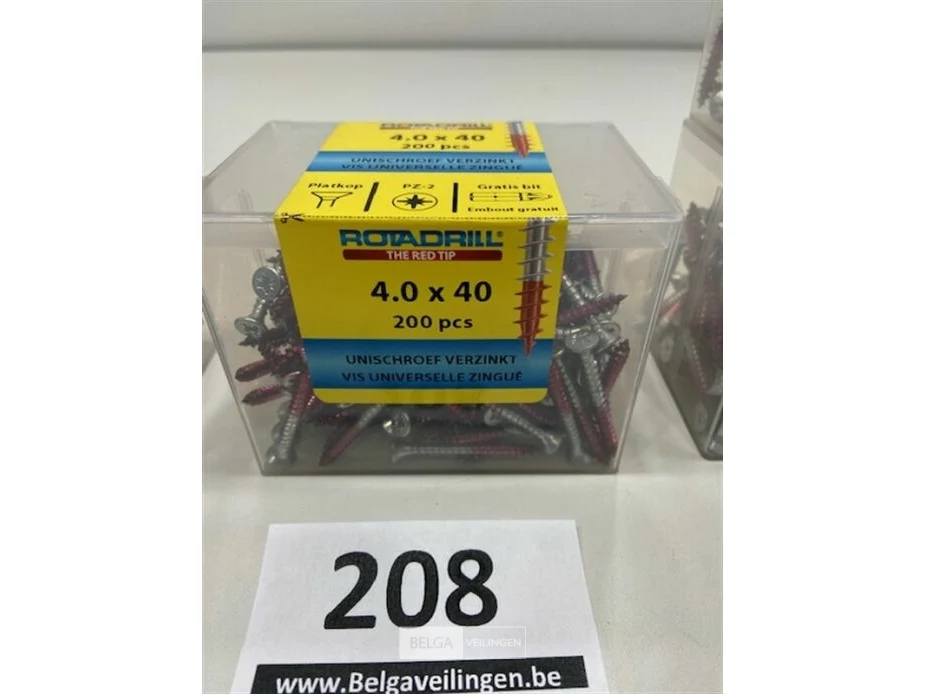 ROTADRILL
4.0 x 40
200 pcs
UNISCHROEF VERZINKT
VIS UNIVERSELLE ZINGUÉ
Platkop PZ-2 Gratis bit
Embout gratuit
ROTADRILL®
THE RED TIP
4.0 x 40
200 pcs
UNISCHROEF VERZINKT
VIS UNIVERSELLE ZINGUÉ
208
BELGA VEILINGEN
www.Belgaveilingen.be